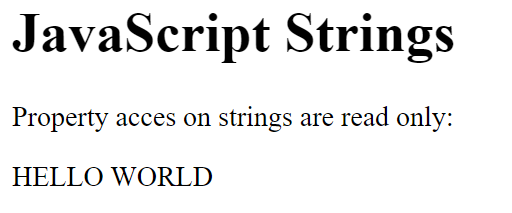 JavaScript Strings
Property acces on strings are read only:
HELLO WORLD